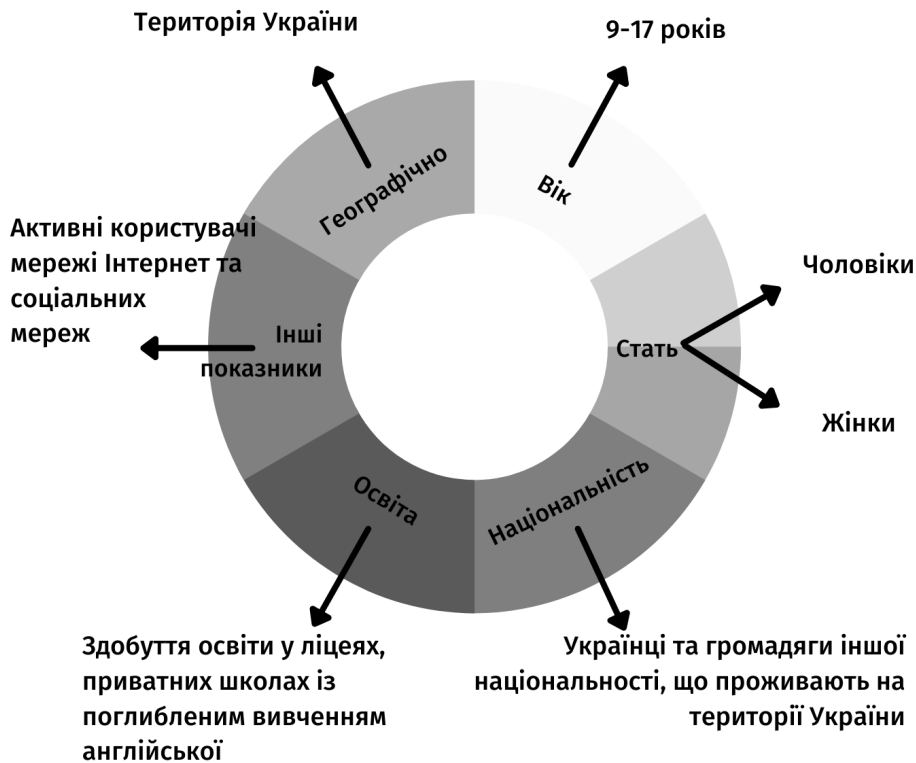 Територія України
9-17 років
Географічно
Вік
Активні користувачі
мережі Інтернет та
соціальних
мереж
Чоловіки
Інші
показники
Стать
Жінки
Освіта
Національність
Здобуття освіти у ліцеях,
приватних школах із
поглибленим вивченням
англійської
Українці та громадяги іншої
національності, що проживають на
території України